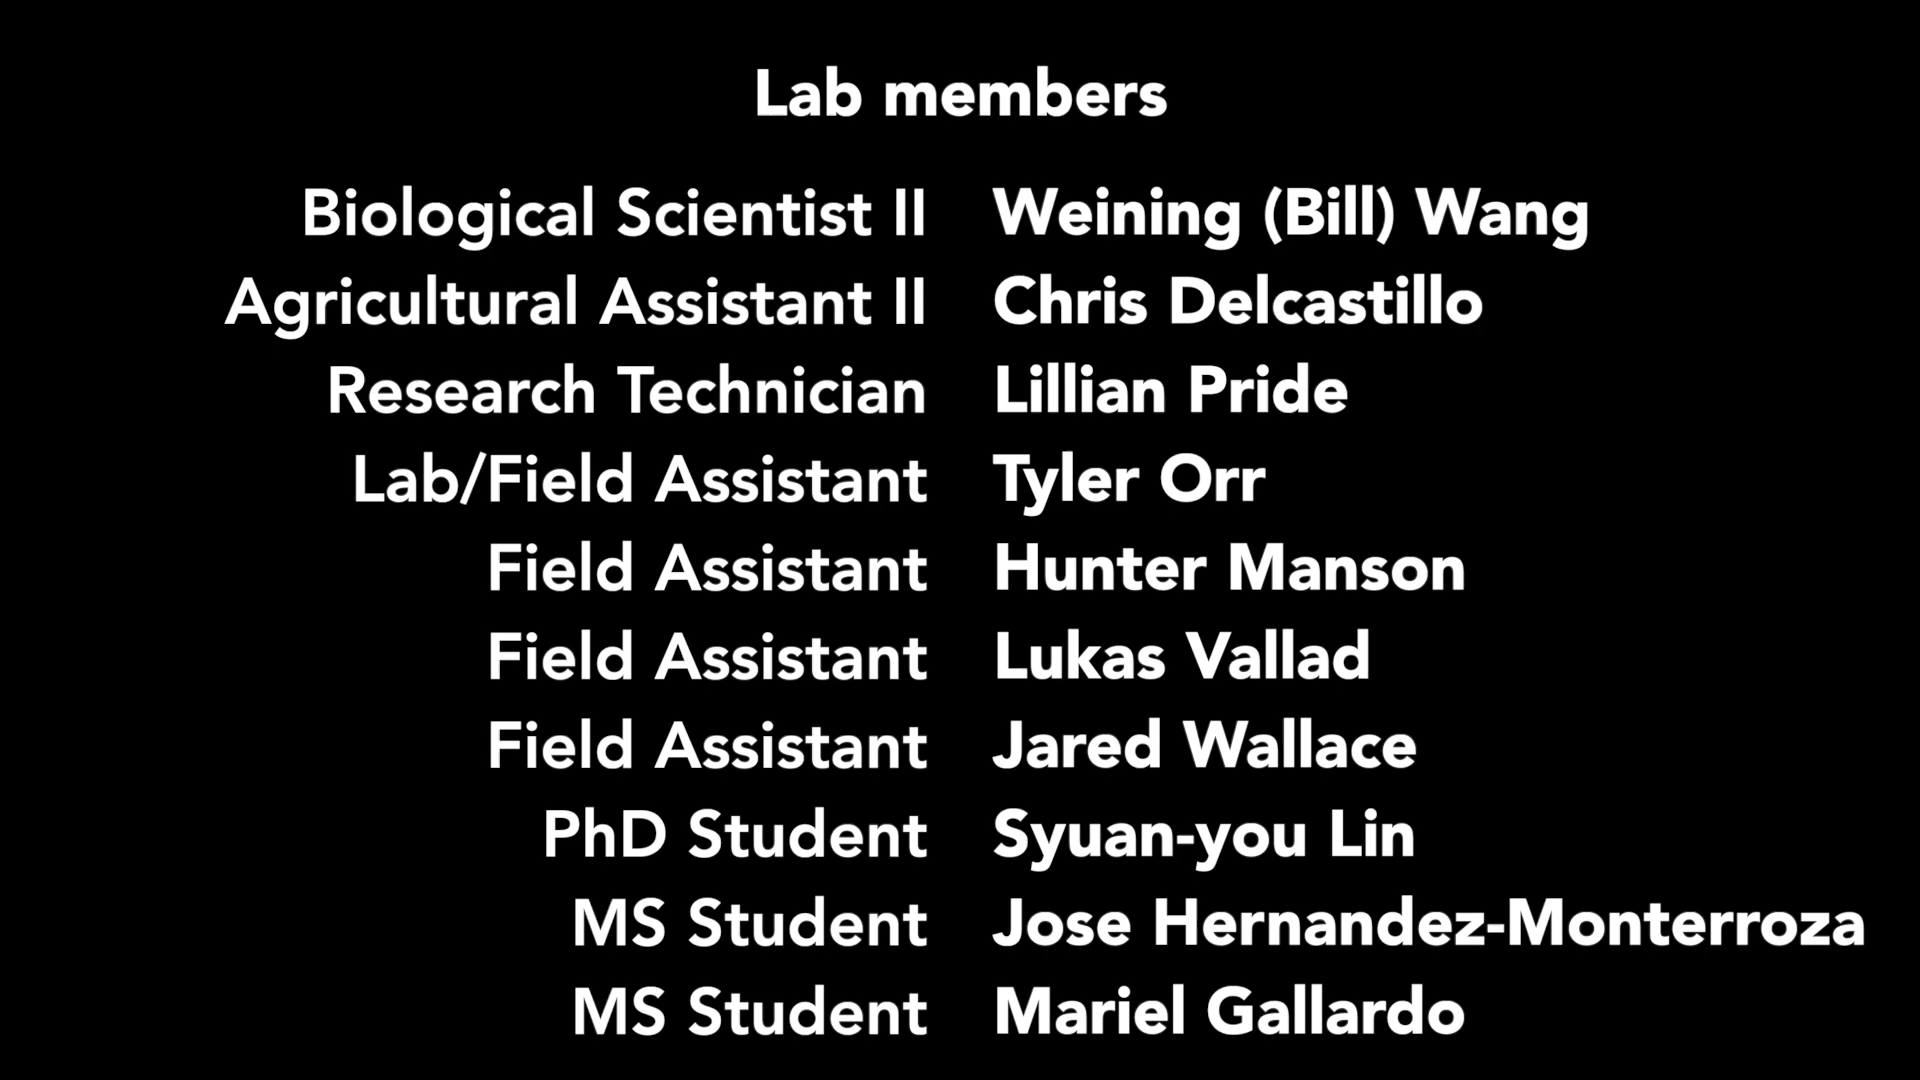 Lab members
Biological Scientist II Weining (Bill) Wang
Agricultural Assistant II Chris Delcastillo
Research Technician Lillian Pride
Lab/Field Assistant Tyler Orr
Field Assistant Hunter Manson
Field Assistant Lukas Vallad
Field Assistant Jared Wallace
PhD Student Syuan-you Lin
MS Student Jose Hernandez-Monterroza
MS Student Mariel Gallardo